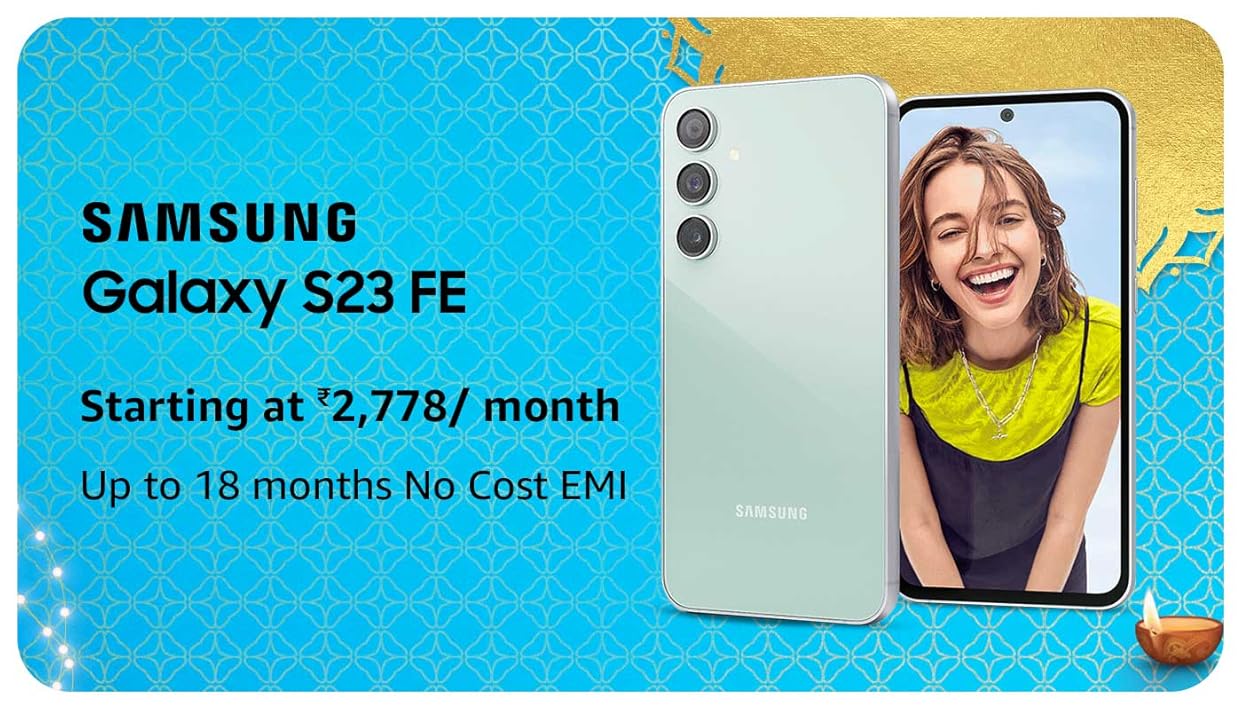 SAMSUNG
Galaxy S23 FE
Starting at ₹2,778/ month
Up to 18 months No Cost EMI
SAMSUNG